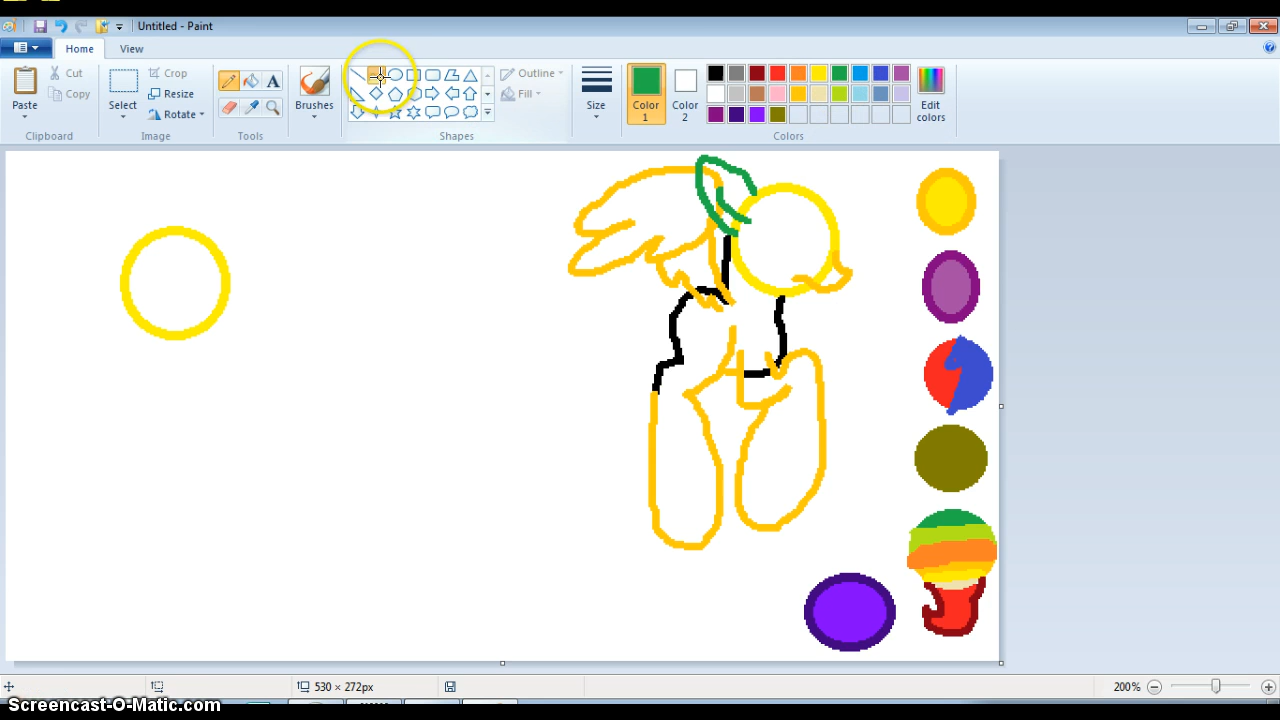 Untitled - Paint
Home
View
Paste
Cut
Copy
Clipboard
Select
Crop
Resize
Rotate
Image
A
Tools
Brushes
Outline
Fill
Shapes
Size
Color 1
Color 2
Edit colors
Colors
530 × 272px
200%
Screencast-O-Matic.com